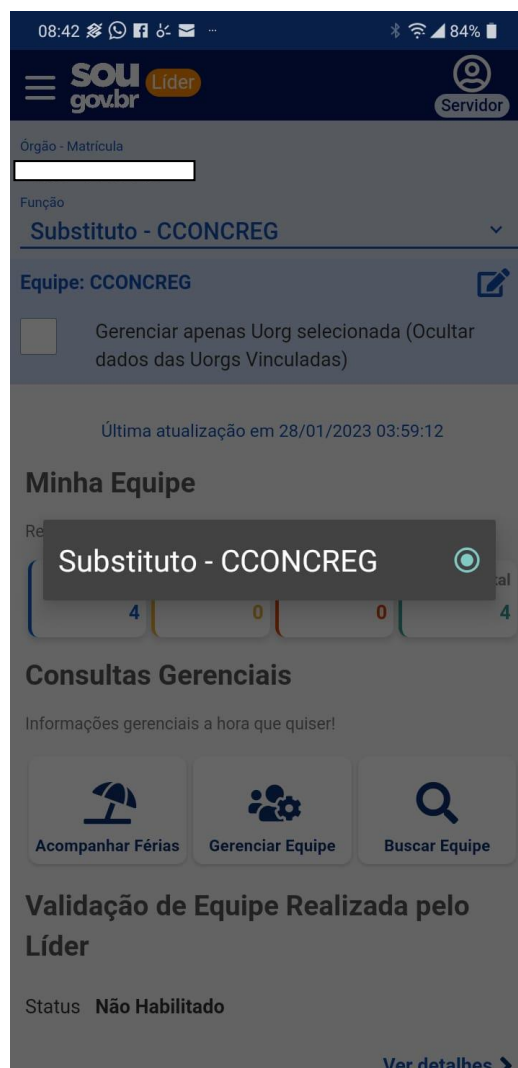 08:42
84%
SOU
gov.br
Líder
Servidor
Órgão - Matrícula
Função
Substituto - CCONCREG
Equipe: CCONCREG
Gerenciar apenas Uorg selecionada (Ocultar
dados das Uorgs Vinculadas)
Última atualização em 28/01/2023 03:59:12
Minha Equipe
Re
Substituto - CCONCREG
tal
4 0 0 4
Consultas Gerenciais
Informações gerenciais a hora que quiser!
Acompanhar Férias Gerenciar Equipe Buscar Equipe
Validação de Equipe Realizada pelo
Líder
Status Não Habilitado
Ver detalhes